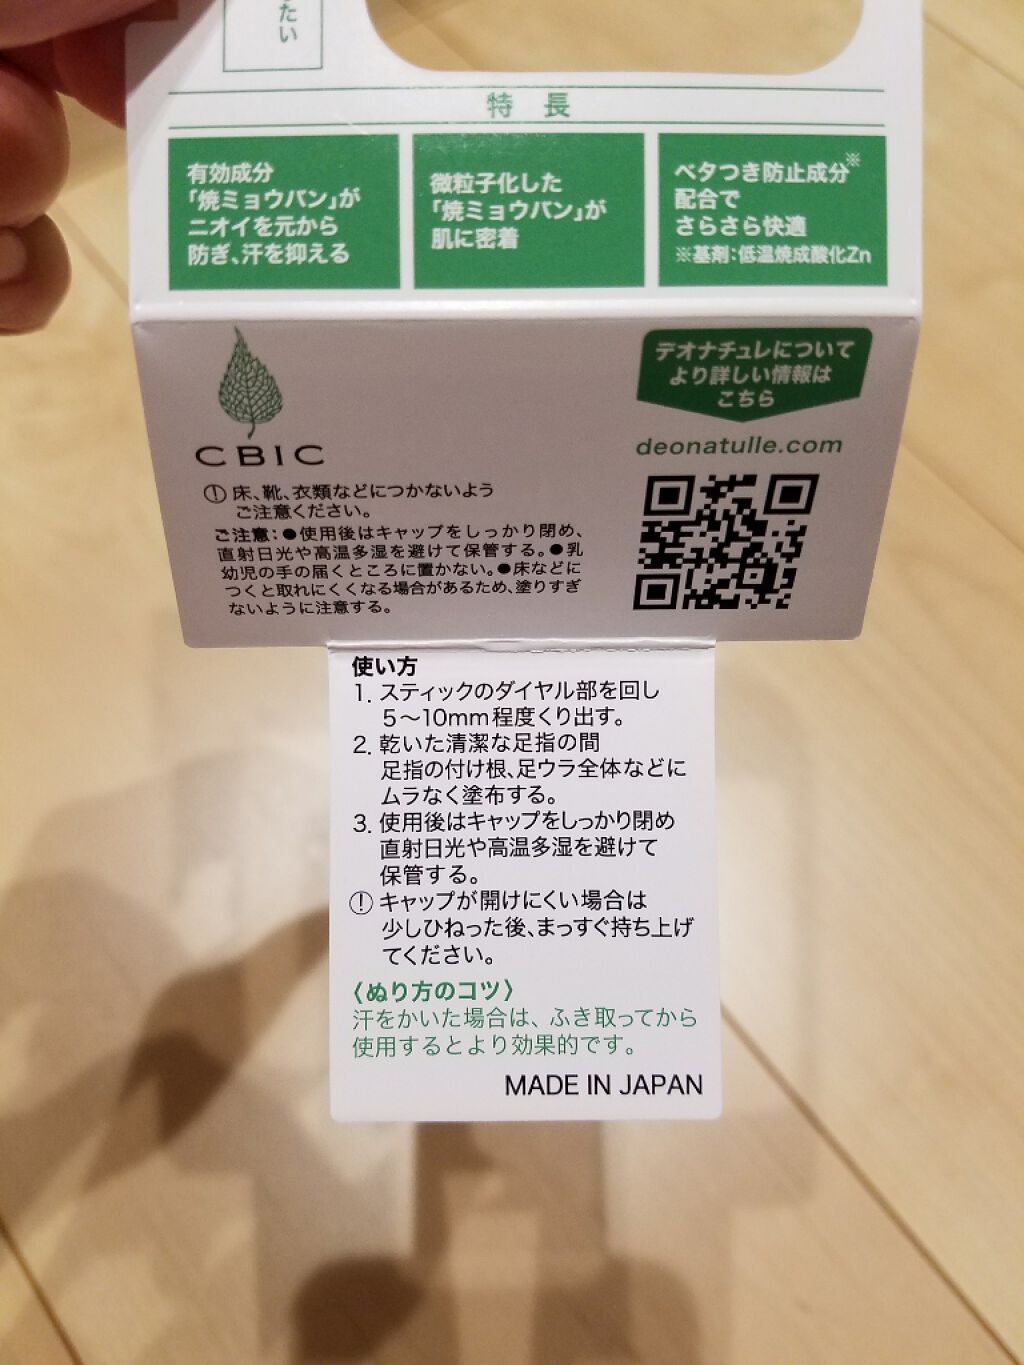 たい
特長
有効成分
「焼ミョウバン」が
ニオイを元から
防ぎ、汗を抑える
微粒子化した
「焼ミョウバン」が
肌に密着
ベタつき防止成分※
配合で
さらさら快適
※基剤:低温焼成酸化Zn
CBIC
! 床、靴、衣類などにつかないよう
ご注意ください。
ご注意:●使用後はキャップをしっかり閉め、
直射日光や高温多湿を避けて保管する。●乳
幼児の手の届くところに置かない。●床などに
つくと取れにくくなる場合があるため、塗りすぎ
ないように注意する。
デオナチュレについて
より詳しい情報は
こちら
deonatulle.com
使い方
1. スティックのダイヤル部を回し
5〜10mm程度くり出す。
2. 乾いた清潔な足指の間
足指の付け根、足ウラ全体などに
ムラなく塗布する。
3. 使用後はキャップをしっかり閉め
直射日光や高温多湿を避けて
保管する。
! キャップが開けにくい場合は
少しひねった後、まっすぐ持ち上げ
てください。
〈ぬり方のコツ〉
汗をかいた場合は、ふき取ってから
使用するとより効果的です。
MADE IN JAPAN